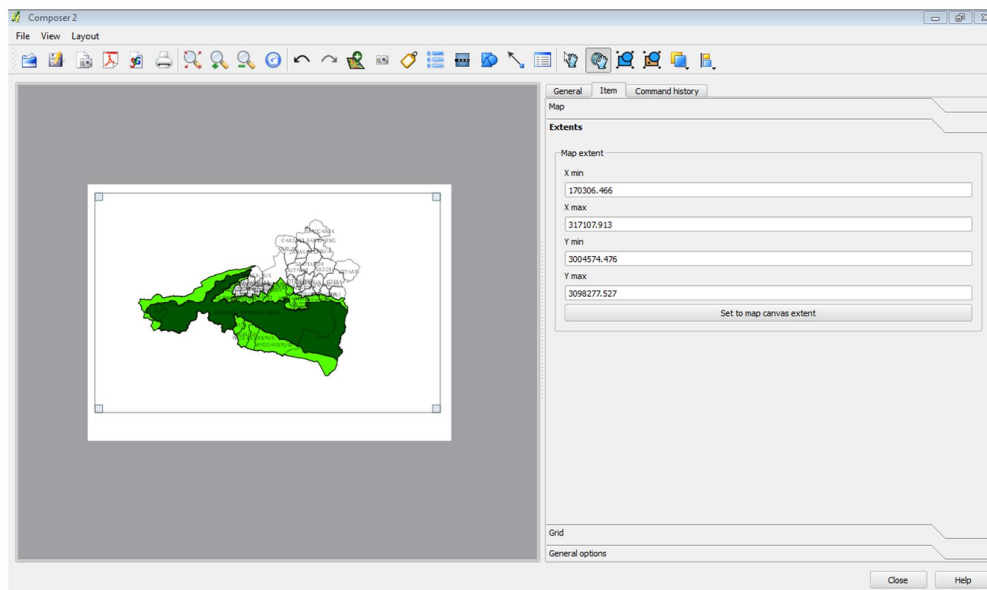 Composer 2
File View Layout
General Item Command history
Map
Extents
Map extent
X min
170306.466
X max
317107.913
Y min
3004574.476
Y max
3098277.527
Set to map canvas extent
Grid
General options
Close Help